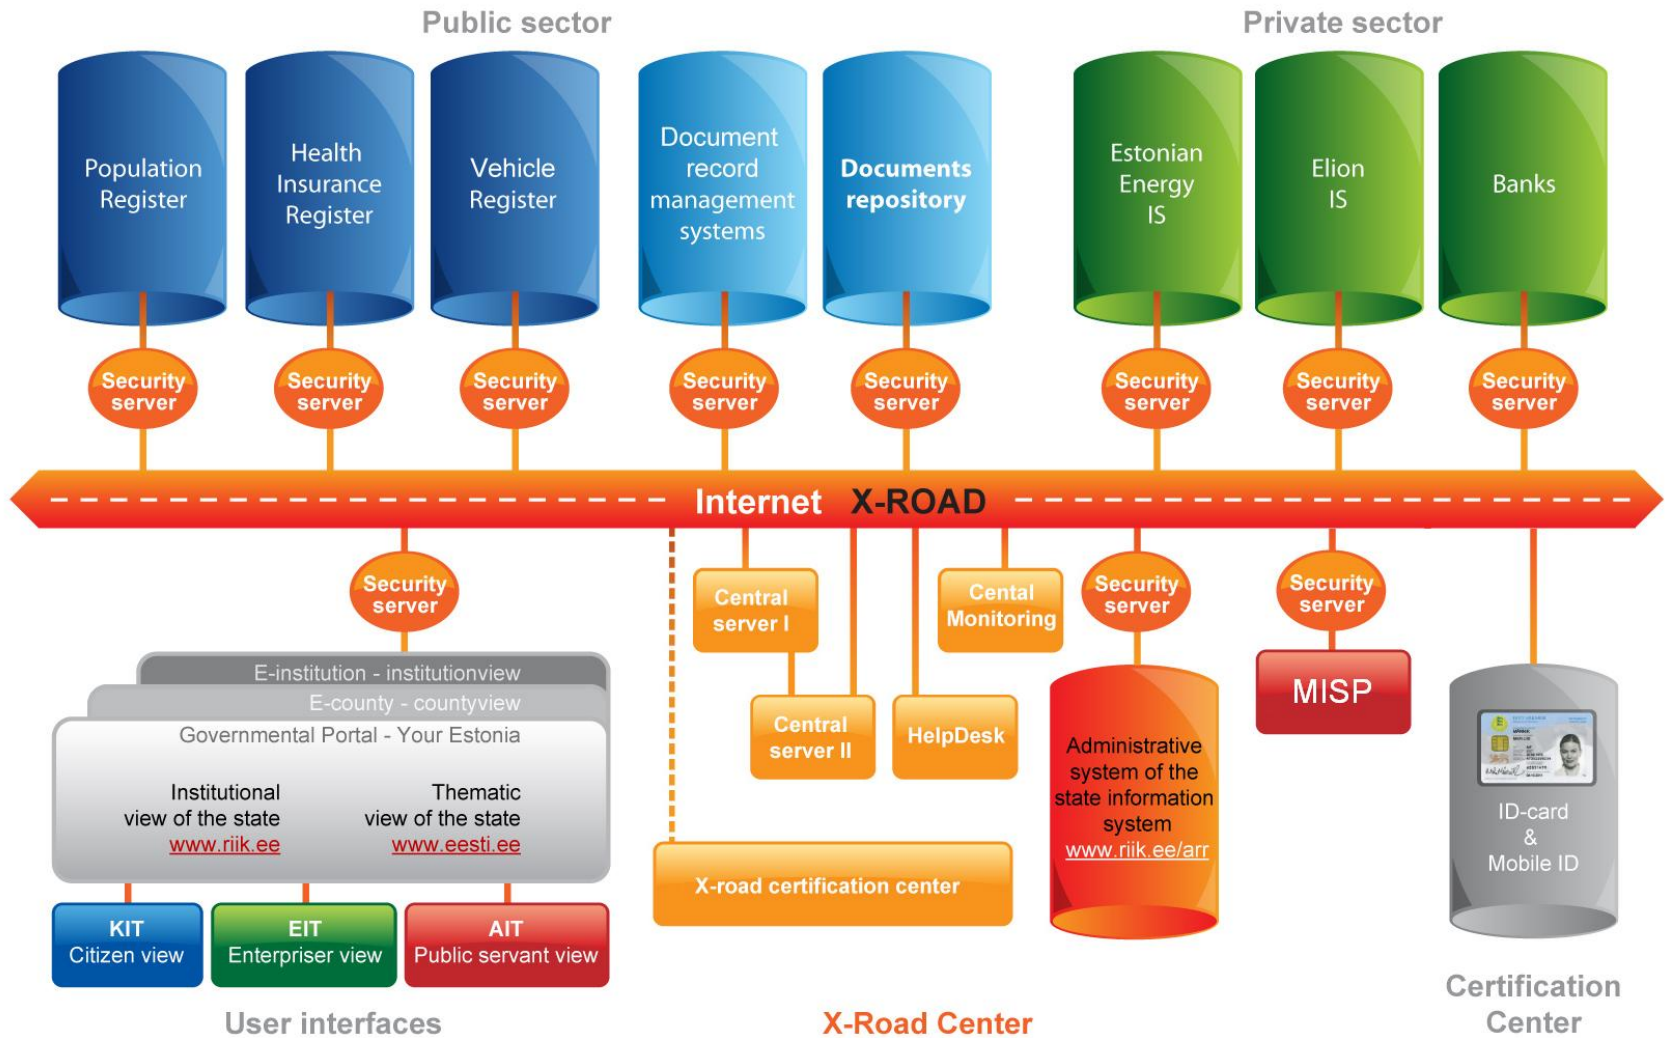 Public sector
Private sector
Population
Register
Health
Insurance
Register
Vehicle
Register
Document
record
management
systems
Documents
repository
Estonian
Energy
IS
Elion
IS
Banks
Security
server
Security
server
Security
server
Security
server
Security
server
Security
server
Security
server
Security
server
Internet X-ROAD
Security
server
E-institution - institutionview
E-county - countyview
Governmental Portal - Your Estonia
Institutional
view of the state
www.riik.ee
Thematic
view of the state
www.eesti.ee
KIT
Citizen view
EIT
Enterpriser view
AIT
Public servant view
User interfaces
Central
server I
Central
server II
HelpDesk
Cental
Monitoring
X-road certification center
X-Road Center
Security
server
Administrative
system of the
state information
system
www.riik.ee/arr
Security
server
MISP
ID-card
&
Mobile ID
Certification
Center